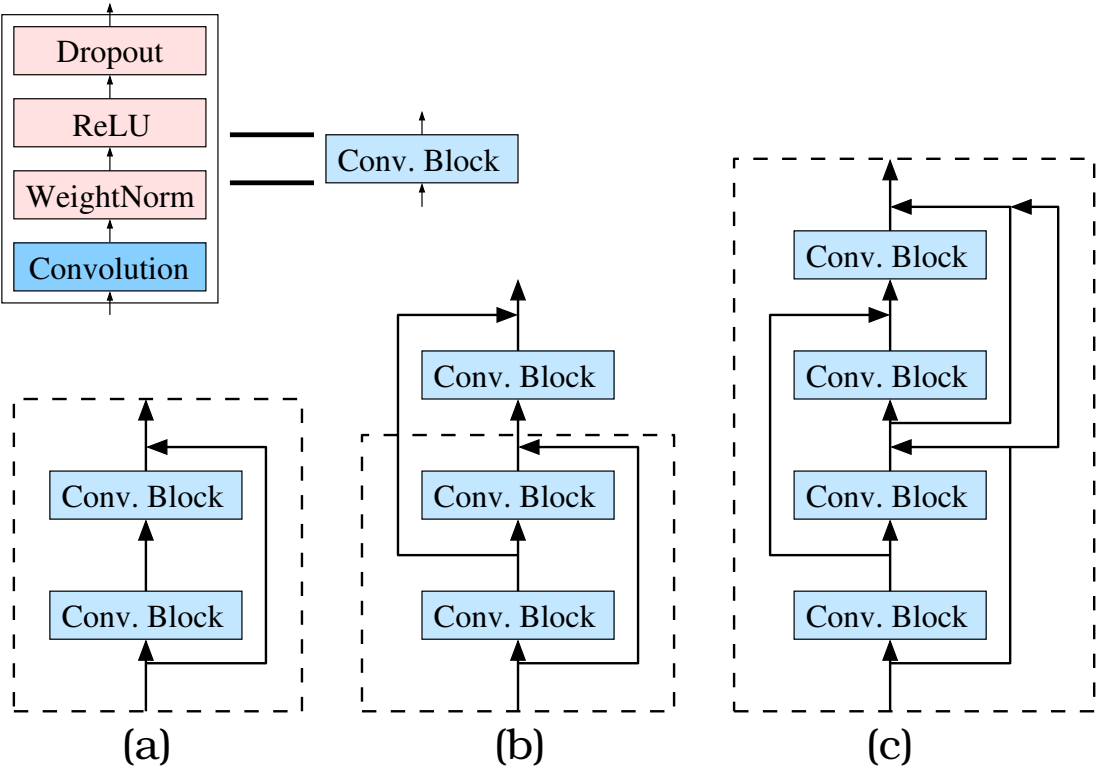 Dropout
ReLU
WeightNorm
Convolution
Conv. Block
Conv. Block
Conv. Block
(a)
Conv. Block
Conv. Block
Conv. Block
(b)
Conv. Block
Conv. Block
Conv. Block
Conv. Block
(c)